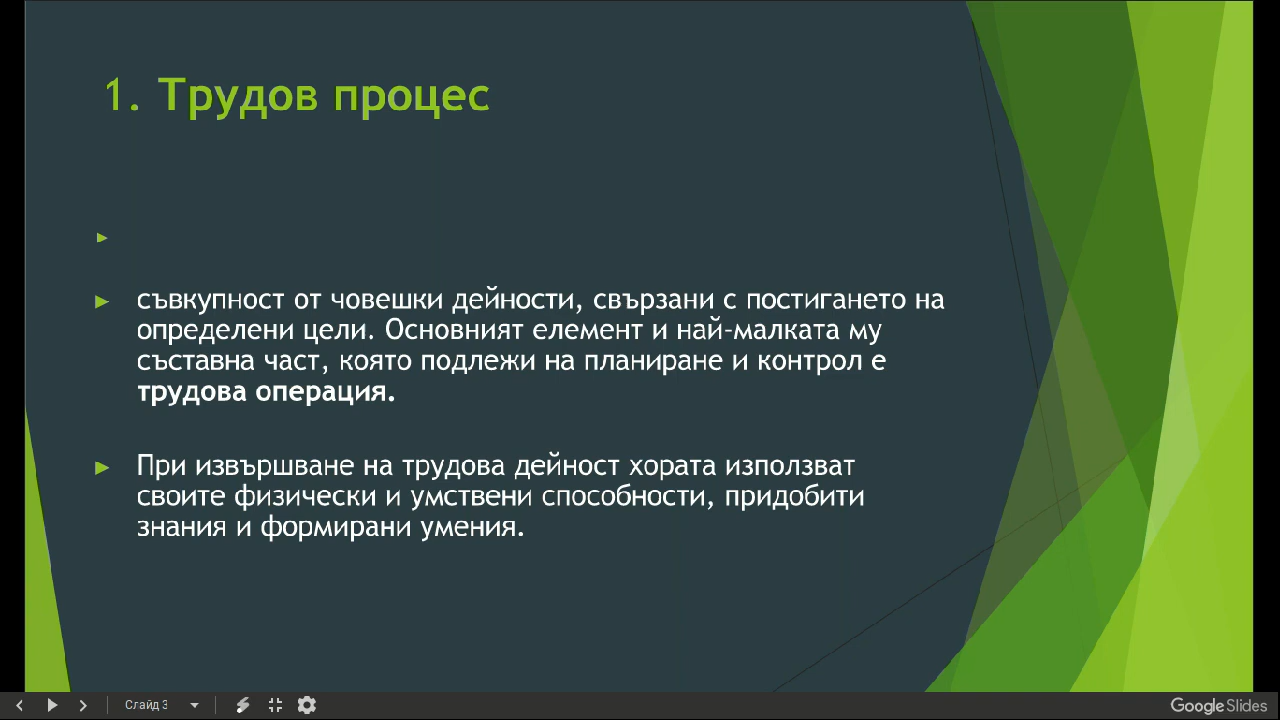 1. Трудов процес
съвкупност от човешки дейности, свързани с постигането на
определени цели. Основният елемент и най-малката му
съставна част, която подлежи на планиране и контрол е
трудова операция.
При извършване на трудова дейност хората използват
своите физически и умствени способности, придобити
знания и формирани умения.
Слайд 3
Google Slides